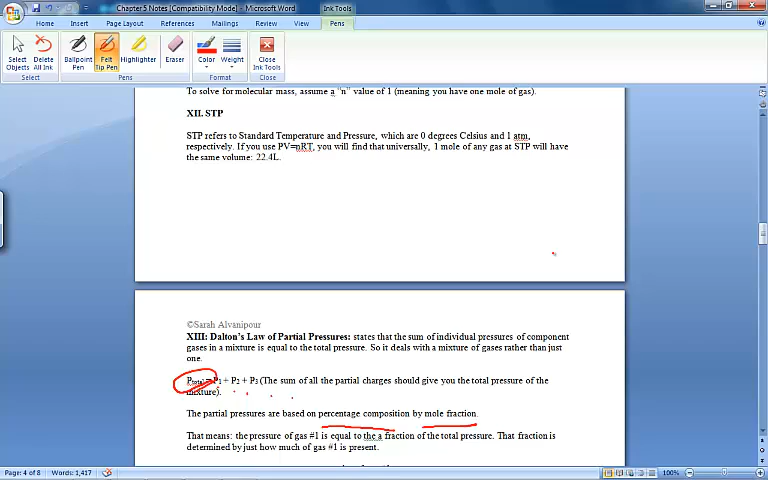 Chapter 5 Notes [Compatibility Mode] - Microsoft Word
Ink Tools
Home Insert Page Layout References Mailings Review View Pens
Select Objects
Delete All Ink
Ballpoint Pen
Felt Tip Pen
Highlighter
Eraser
Color
Weight
Close Ink Tools
Select Pens Format Close
To solve for molecular mass, assume a "n" value of 1 (meaning you have one mole of gas).
XII. STP
STP refers to Standard Temperature and Pressure, which are 0 degrees Celsius and 1 atm,
respectively. If you use PV=nRT, you will find that universally, 1 mole of any gas at STP will have
the same volume: 22.4L.
©Sarah Alvanipour
XIII: Dalton's Law of Partial Pressures: states that the sum of individual pressures of component
gases in a mixture is equal to the total pressure. So it deals with a mixture of gases rather than just
one.
Ptotal=P1 + P2 + P3 (The sum of all the partial charges should give you the total pressure of the
mixture).
The partial pressures are based on percentage composition by mole fraction.
That means: the pressure of gas #1 is equal to the a fraction of the total pressure. That fraction is
determined by just how much of gas #1 is present.
Page: 4 of 8 Words: 1,417 100%